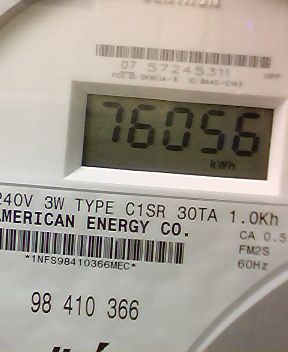 07 57245311
76056
kWh
240V 3W TYPE C1SR 30TA 1.0Kh
AMERICAN ENERGY CO.
CA 0.5
FM2S
60Hz
*1NFS98410366MEC*
98 410 366